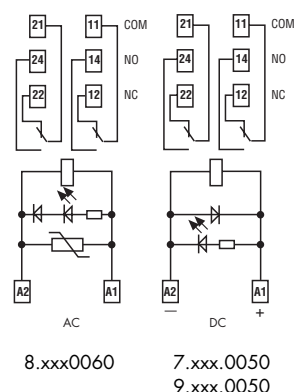 21 11 COM 21 11 COM
24 14 NO 24 14 NO
22 12 NC 22 12 NC
A2 A1 A2 A1
— +
AC DC
8.xxx0060 7.xxx.0050
9.xxx.0050